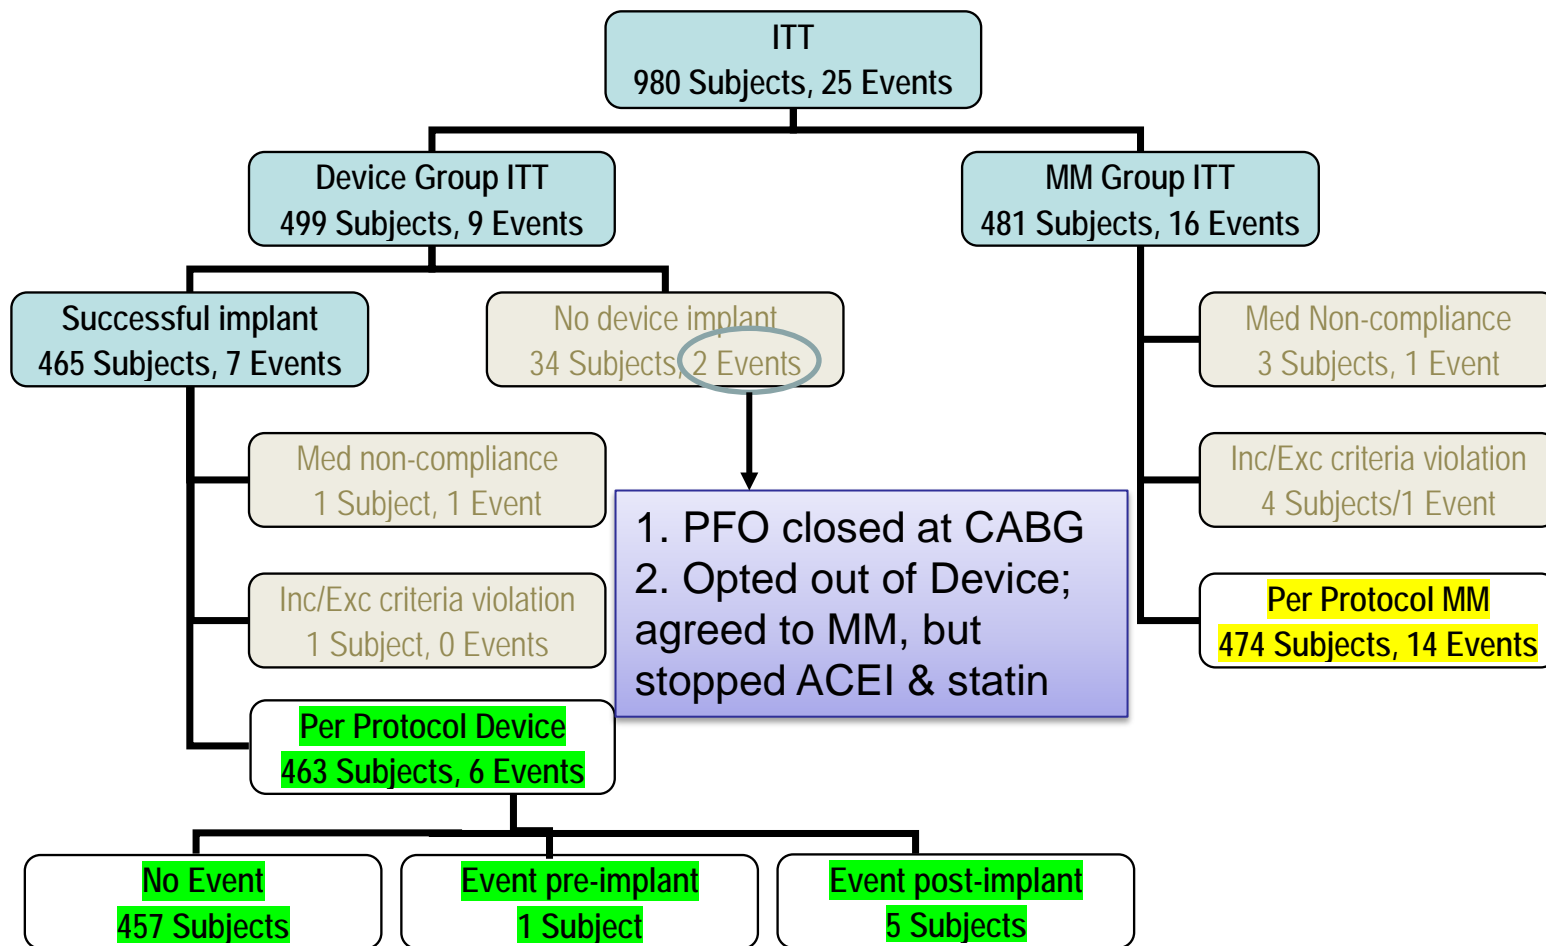 ITT
980 Subjects, 25 Events
Device Group ITT
499 Subjects, 9 Events
MM Group ITT
481 Subjects, 16 Events
Successful implant
465 Subjects, 7 Events
No device implant
34 Subjects, 2 Events
Med Non-compliance
3 Subjects, 1 Event
Med non-compliance
1 Subject, 1 Event
Inc/Exc criteria violation
4 Subjects/1 Event
1. PFO closed at CABG
2. Opted out of Device;
agreed to MM, but
stopped ACEI & statin
Inc/Exc criteria violation
1 Subject, 0 Events
Per Protocol MM
474 Subjects, 14 Events
Per Protocol Device
463 Subjects, 6 Events
No Event
457 Subjects
Event pre-implant
1 Subject
Event post-implant
5 Subjects